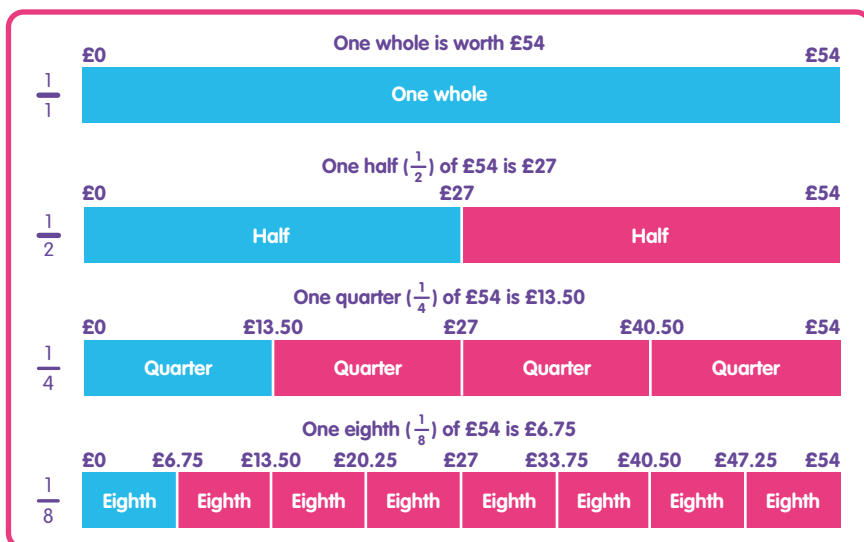 One whole is worth £54
£0 £54
1/1 One whole
One half (1/2) of £54 is £27
£0 £27 £54
1/2 Half Half
One quarter (1/4) of £54 is £13.50
£0 £13.50 £27 £40.50 £54
1/4 Quarter Quarter Quarter Quarter
One eighth (1/8) of £54 is £6.75
£0 £6.75 £13.50 £20.25 £27 £33.75 £40.50 £47.25 £54
1/8 Eighth Eighth Eighth Eighth Eighth Eighth Eighth Eighth